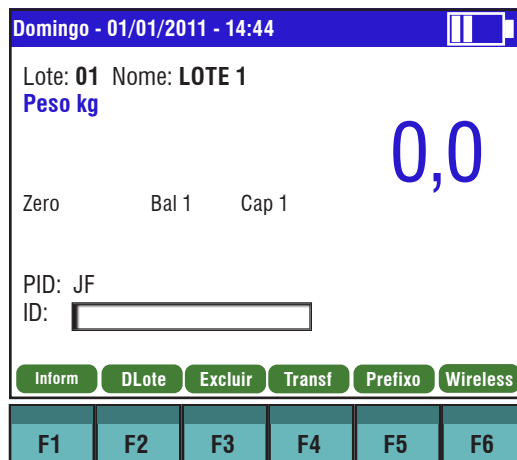 Domingo - 01/01/2011 - 14:44
Lote: 01 Nome: LOTE 1
Peso kg
0,0
Zero Bal 1 Cap 1
PID: JF
ID:
Inform DLote Excluir Transf Prefixo Wireless
F1 F2 F3 F4 F5 F6